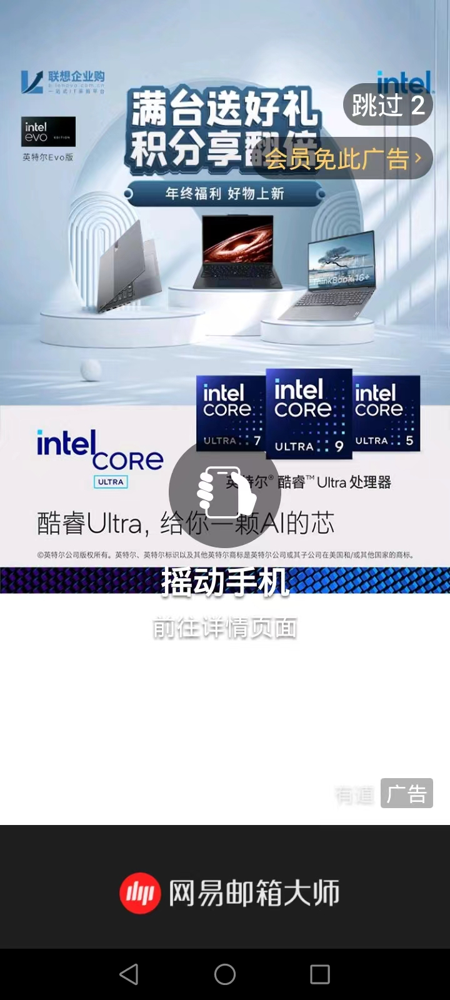 联想企业购
b.lenovo.com.cn
一站式IT采购平台
intel.
跳过 2
满台送好礼
积分享翻倍
会员免此广告
intel
evo EDITION
英特尔Evo版
年终福利 好物上新
ThinkBook 16+
intel CORE ULTRA 7
intel CORE ULTRA 9
intel CORE ULTRA 5
intel CORE
ULTRA
英特尔® 酷睿™ Ultra 处理器
酷睿Ultra, 给你一颗AI的芯
©英特尔公司版权所有。英特尔、英特尔标识以及其他英特尔商标是英特尔公司或其子公司在美国和/或其他国家的商标。
摇动手机
前往详情页面
有道 广告
网易邮箱大师